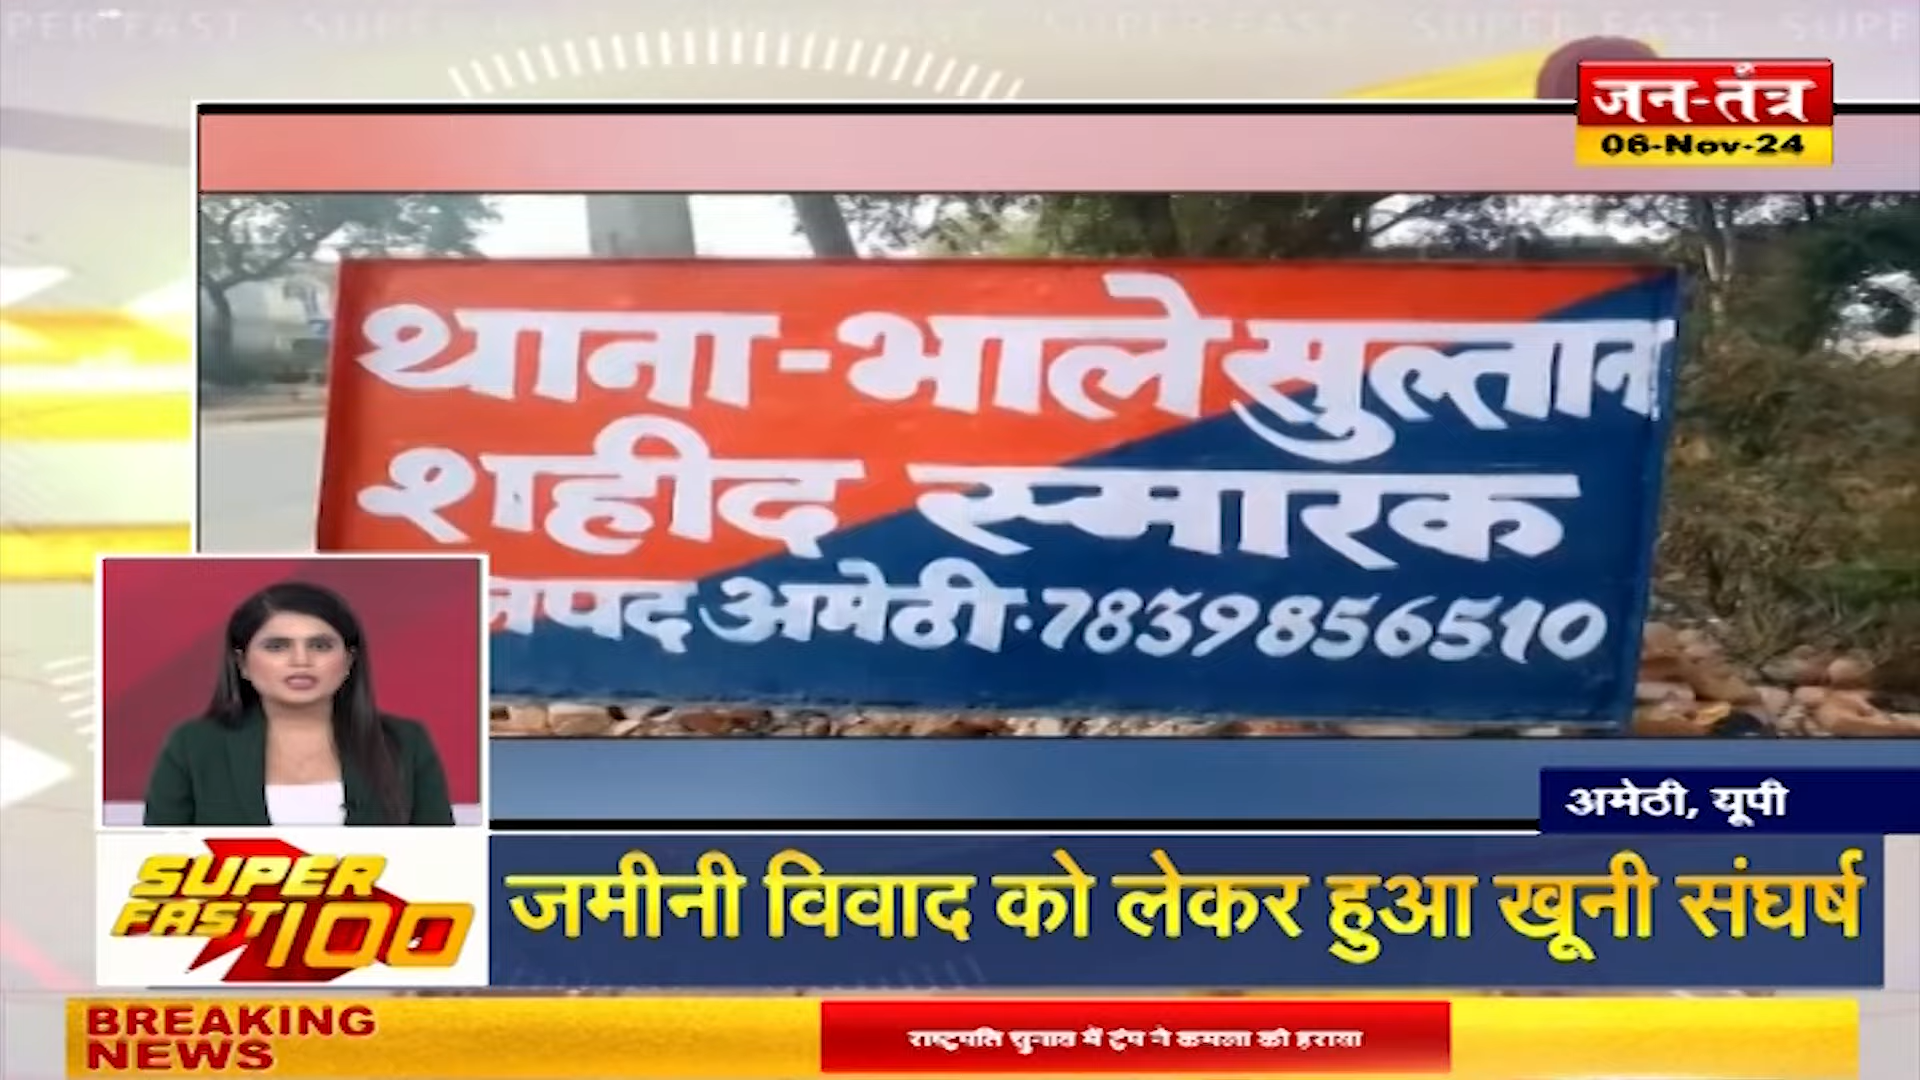 जन-तंत्र
06-Nov-24
थाना-भाले सुल्तान
शहीद स्मारक
अमेठी. 7839856510
अमेठी, यूपी
SUPER
FAST 100
जमीनी विवाद को लेकर हुआ खूनी संघर्ष
BREAKING
NEWS
राष्ट्रपति चुनाव में ट्रंप ने कमला को हराया